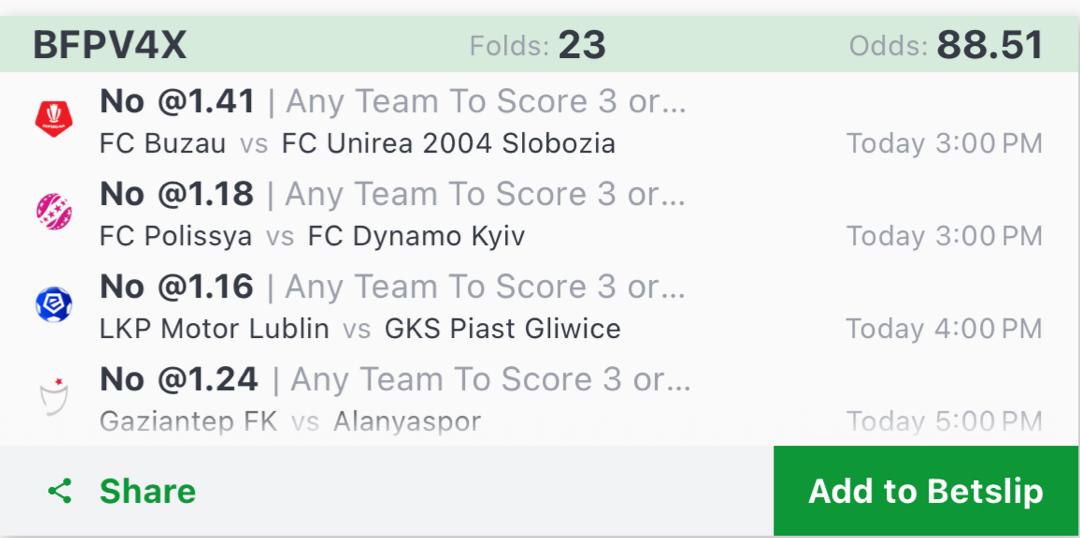 BFPV4X Folds: 23 Odds: 88.51
No @1.41 | Any Team To Score 3 or...
FC Buzau vs FC Unirea 2004 Slobozia Today 3:00 PM
No @1.18 | Any Team To Score 3 or...
FC Polissya vs FC Dynamo Kyiv Today 3:00 PM
No @1.16 | Any Team To Score 3 or...
LKP Motor Lublin vs GKS Piast Gliwice Today 4:00 PM
No @1.24 | Any Team To Score 3 or...
Gaziantep FK vs Alanyaspor Today 5:00 PM
Share Add to Betslip